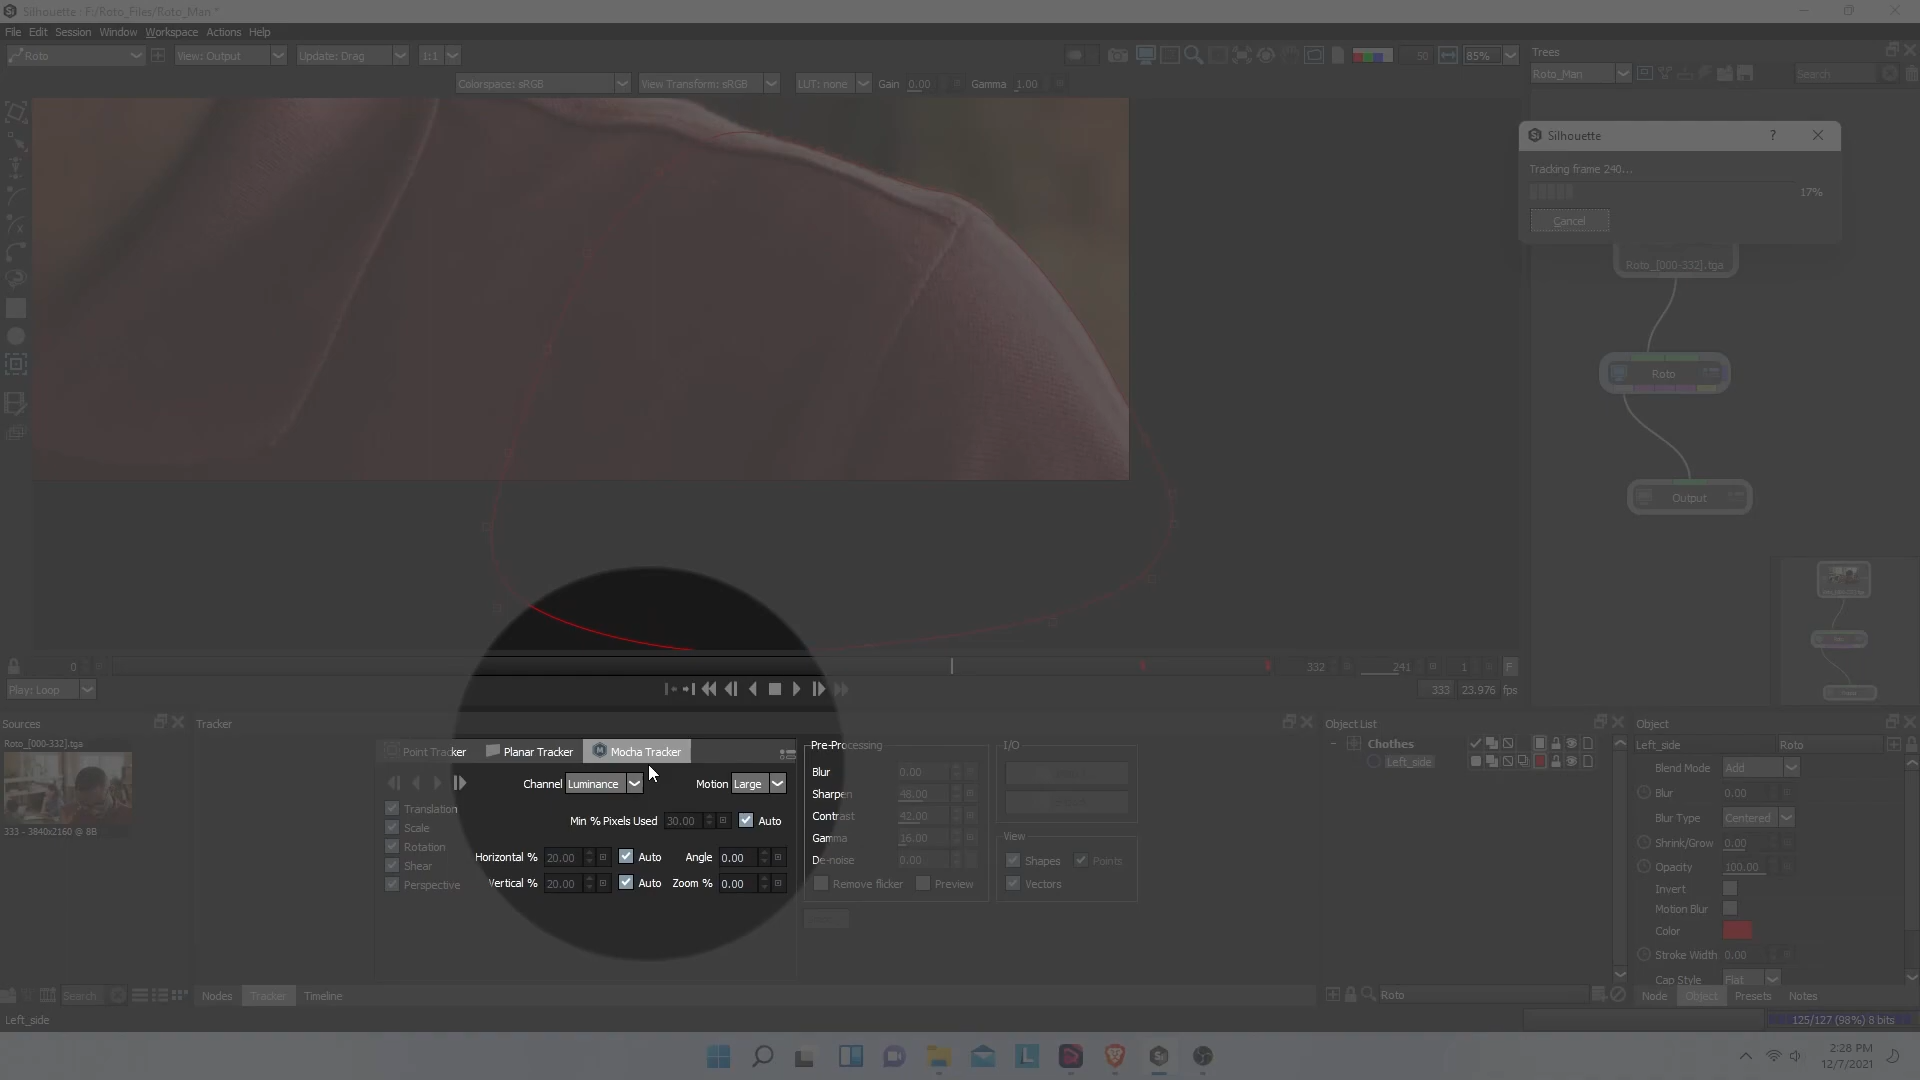 Silhouette : F:/Roto_Files/Roto_Man *
File Edit Session Window Workspace Actions Help
Roto View: Output Update: Drag 1:1 50 85%
Colorspace: sRGB View Transform: sRGB LUT: none Gain 0.00 Gamma 1.00
Trees
Roto_Man Search
Silhouette ?
Tracking frame 240...
17%
Cancel
Roto_[000-332].tga
Roto
Output
0 332 241 1 F
Play: Loop 333 23.976 fps
Sources
Roto_[000-332].tga
333 - 3840x2160 @ 8B
Tracker
Point Tracker Planar Tracker Mocha Tracker
Channel Luminance Motion Large
Translation
Scale
Rotation
Shear
Perspective
Min % Pixels Used 30.00 Auto
Horizontal % 20.00 Auto Angle 0.00
Vertical % 20.00 Auto Zoom % 0.00
Pre-Processing
Blur 0.00
Sharpen 48.00
Contrast 42.00
Gamma 16.00
De-noise 0.00
Remove flicker Preview
I/O
View
Shapes Points
Vectors
Object List
Chothes
Left_side
Roto
Object
Left_side Roto
Blend Mode Add
Blur 0.00
Blur Type Centered
Shrink/Grow 0.00
Opacity 100.00
Invert
Motion Blur
Color
Stroke Width 0.00
Cap Style Flat
Search Nodes Tracker Timeline
Node Object Presets Notes
Left_side
125/127 (98%) 8 bits
2:28 PM
12/7/2021